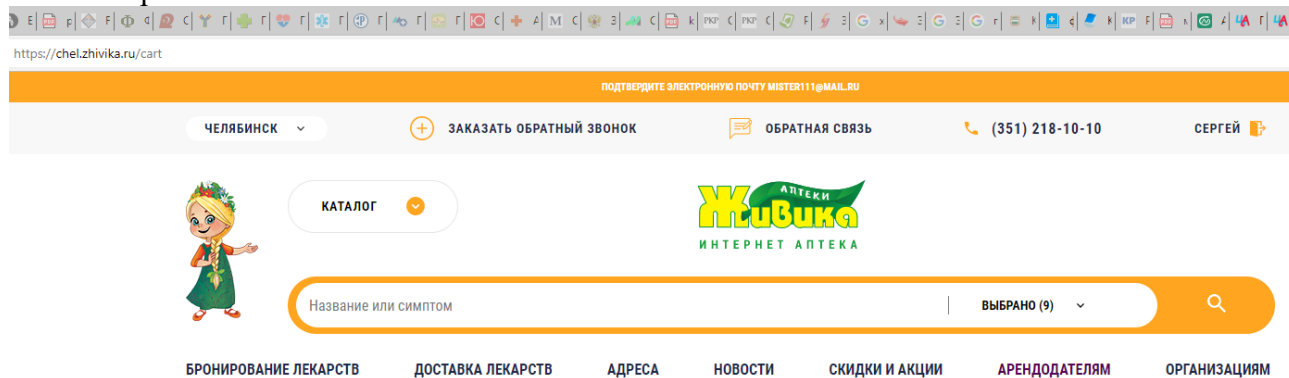 https://chel.zhivika.ru/cart
ПОДТВЕРДИТЕ ЭЛЕКТРОННУЮ ПОЧТУ MISTER111@MAIL.RU
ЧЕЛЯБИНСК ЗАКАЗАТЬ ОБРАТНЫЙ ЗВОНОК ОБРАТНАЯ СВЯЗЬ (351) 218-10-10 СЕРГЕЙ
АПТЕКИ
КАТАЛОГ Живика
ИНТЕРНЕТ АПТЕКА
Название или симптом ВЫБРАНО (9)
БРОНИРОВАНИЕ ЛЕКАРСТВ ДОСТАВКА ЛЕКАРСТВ АДРЕСА НОВОСТИ СКИДКИ И АКЦИИ АРЕНДОДАТЕЛЯМ ОРГАНИЗАЦИЯМ